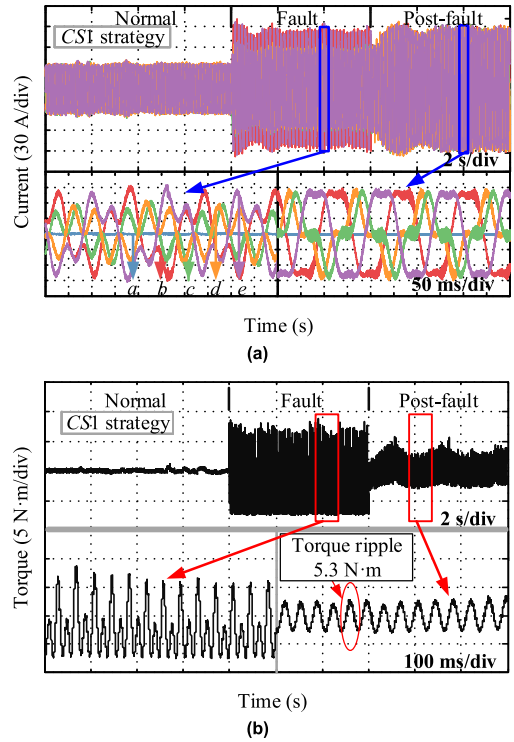 Normal Fault Post-fault
CS1 strategy
2 s/div
a b c d e
50 ms/div
Current (30 A/div)
Time (s)
(a)
Normal Fault Post-fault
CS1 strategy
2 s/div
Torque ripple
5.3 N·m
100 ms/div
Torque (5 N·m/div)
Time (s)
(b)